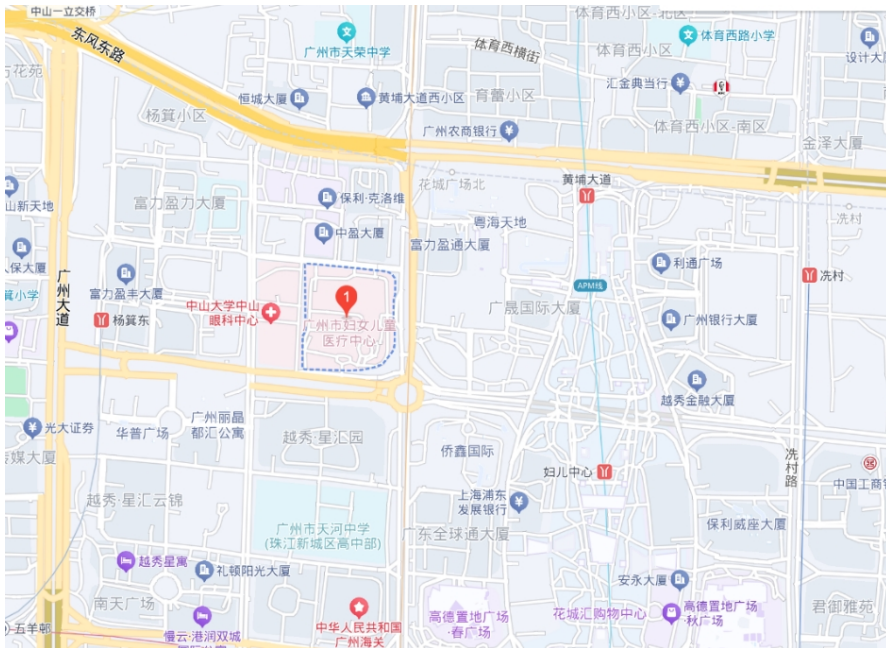 中山一立交桥
东风东路
广州市天荣中学
体育西横街
体育西小区-北区
体育西小区
体育西路小学
设计大厦
方花苑
杨箕小区
恒城大厦
黄埔大道西小区
育蕾小区
汇金典当行
广州农商银行
体育西小区-南区
金泽大厦
黄埔大道
花城广场北
富力盈力大厦
保利·克洛维
山新天地
粤海天地
冼村
中盈大厦
富力盈通大厦
人保大厦
利通广场
冼村
富力盈丰大厦
APM线
箕小学
广州大道
中山大学中山
眼科中心
1
广州市妇女儿童
医疗中心
广晟国际大厦
杨箕东
广州银行大厦
越秀金融大厦
光大证券
华普广场
广州丽晶
都汇公寓
越秀·星汇园
侨鑫国际
传媒大厦
妇儿中心
冼村路
中国工商银
越秀·星汇云锦
上海浦东
发展银行
广州市天河中学
(珠江新城区高中部)
广东全球通大厦
保利威座大厦
越秀星寓
礼顿阳光大厦
安永大厦
南天广场
五羊邨
慢云·港润双城
中华人民共和国
广州海关
高德置地广场
·春广场
花城汇购物中心
高德置地广场
·秋广场
君御雅苑